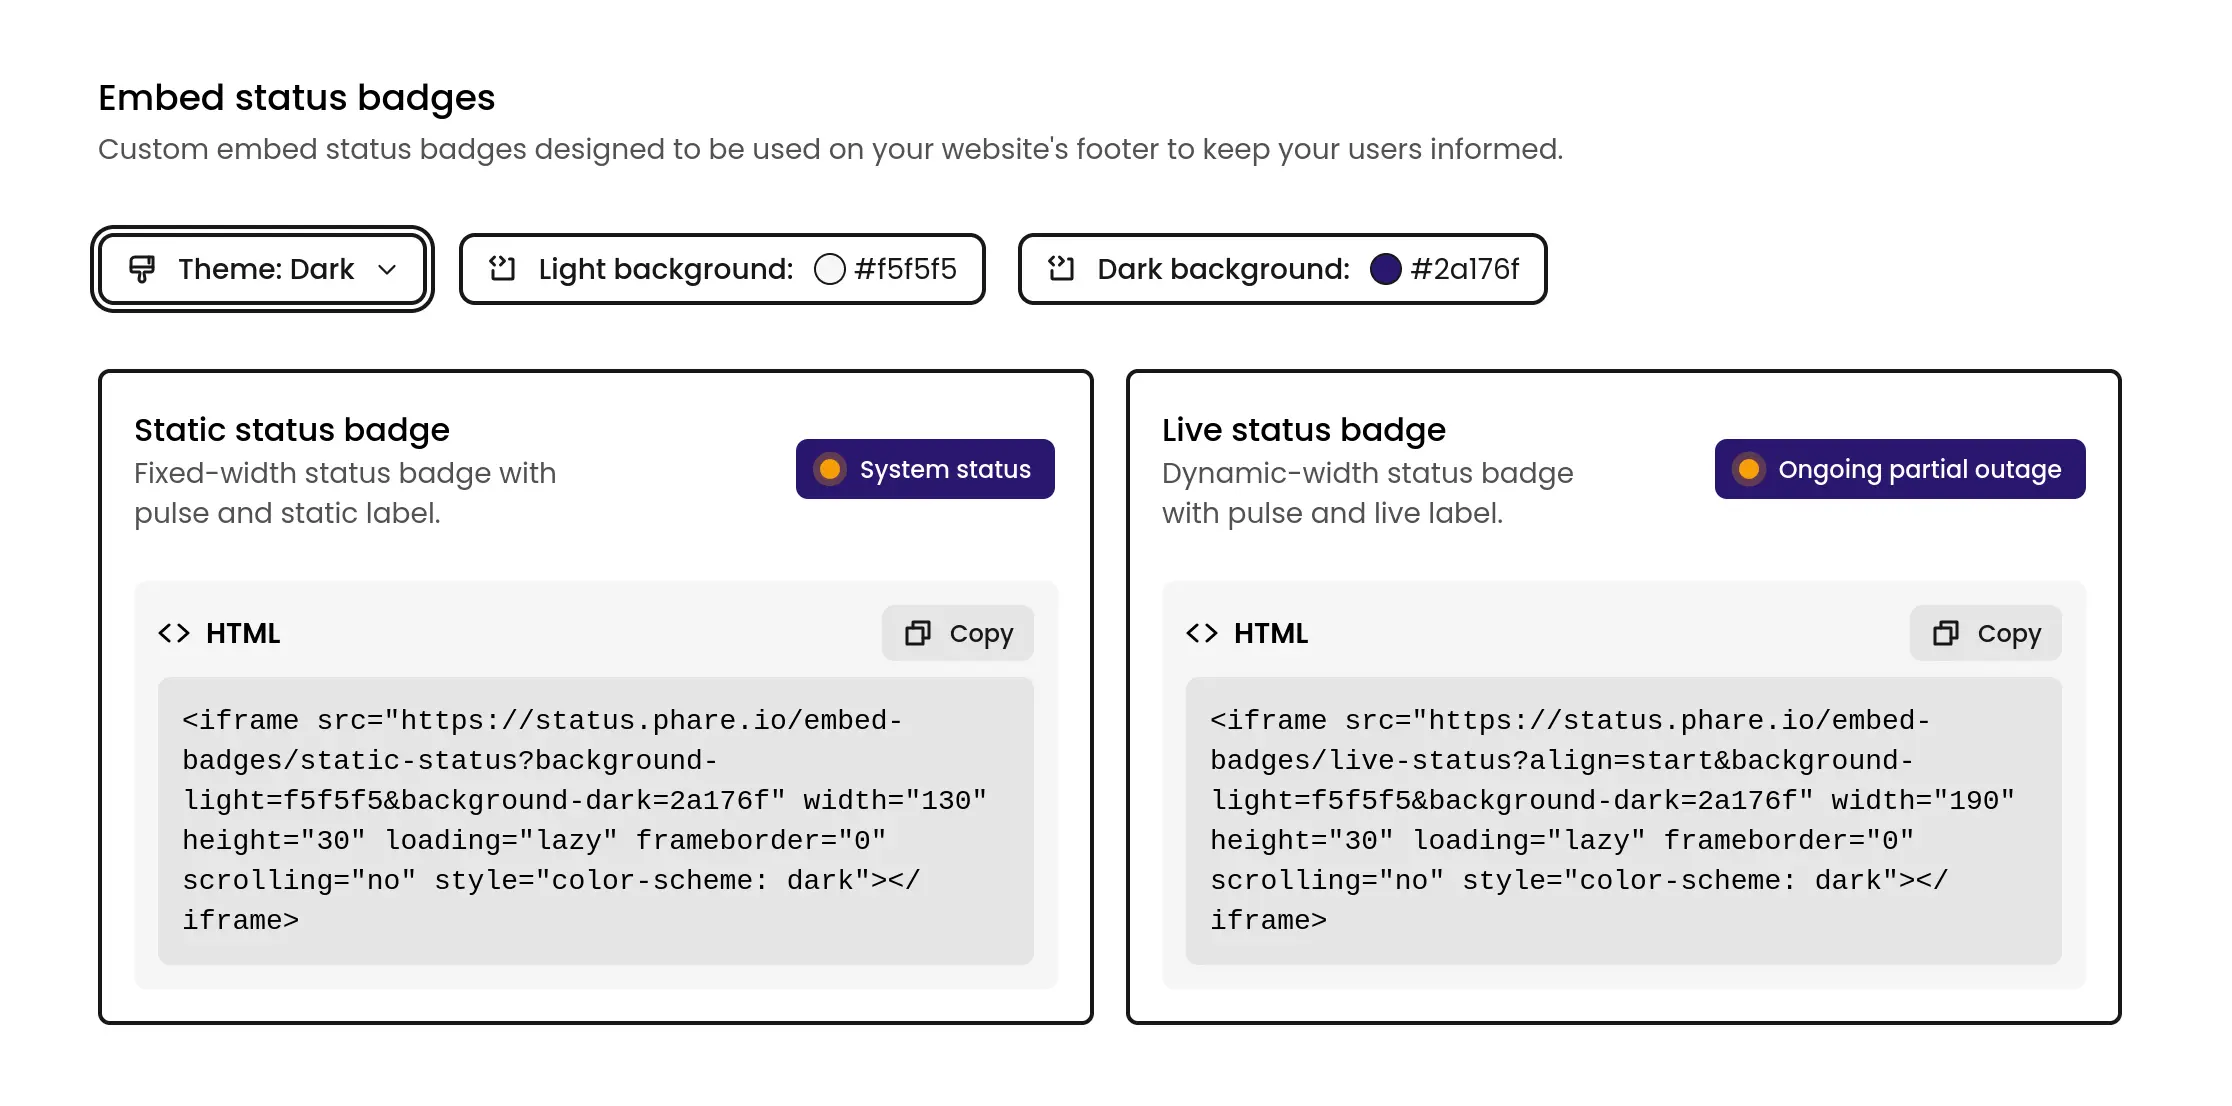 Embed status badges
Custom embed status badges designed to be used on your website's footer to keep your users informed.
Theme: Dark
Light background: #f5f5f5
Dark background: #2a176f
Static status badge
Fixed-width status badge with
pulse and static label.
System status
HTML
Copy
<iframe src="https://status.phare.io/embed-
badges/static-status?background-
light=f5f5f5&background-dark=2a176f" width="130"
height="30" loading="lazy" frameborder="0"
scrolling="no" style="color-scheme: dark"></
iframe>
Live status badge
Dynamic-width status badge
with pulse and live label.
Ongoing partial outage
HTML
Copy
<iframe src="https://status.phare.io/embed-
badges/live-status?align=start&background-
light=f5f5f5&background-dark=2a176f" width="190"
height="30" loading="lazy" frameborder="0"
scrolling="no" style="color-scheme: dark"></
iframe>